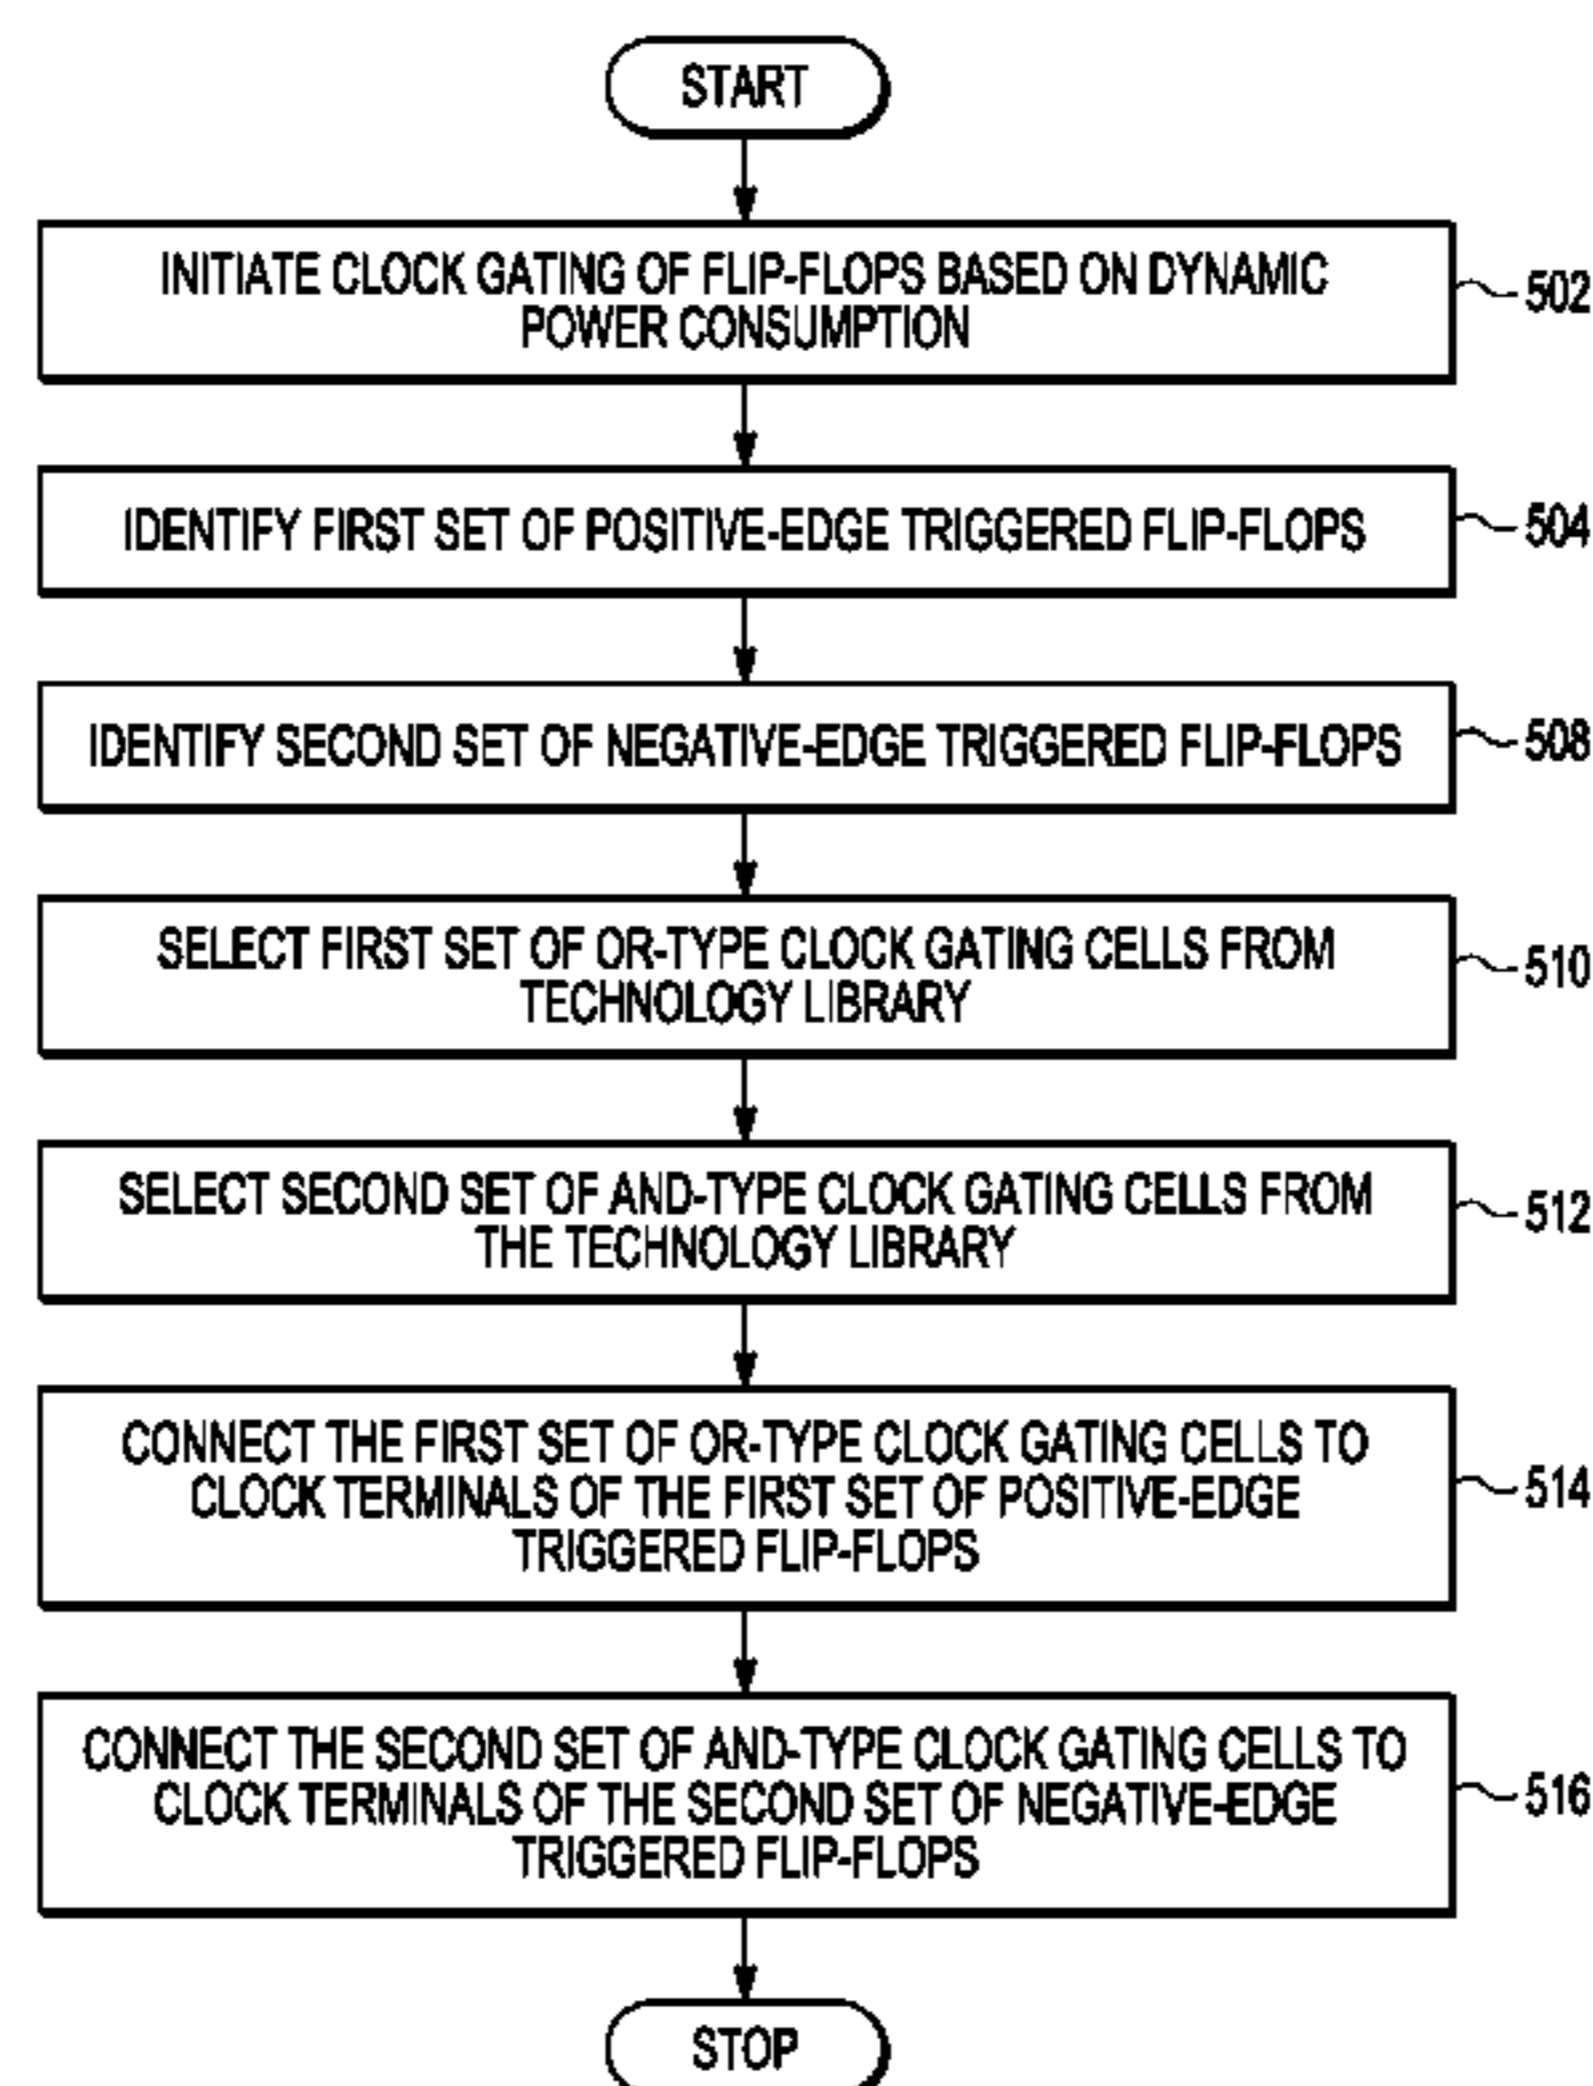 START
INITIATE CLOCK GATING OF FLIP-FLOPS BASED ON DYNAMIC
POWER CONSUMPTION
502
IDENTIFY FIRST SET OF POSITIVE-EDGE TRIGGERED FLIP-FLOPS
504
IDENTIFY SECOND SET OF NEGATIVE-EDGE TRIGGERED FLIP-FLOPS
508
SELECT FIRST SET OF OR-TYPE CLOCK GATING CELLS FROM
TECHNOLOGY LIBRARY
510
SELECT SECOND SET OF AND-TYPE CLOCK GATING CELLS FROM
THE TECHNOLOGY LIBRARY
512
CONNECT THE FIRST SET OF OR-TYPE CLOCK GATING CELLS TO
CLOCK TERMINALS OF THE FIRST SET OF POSITIVE-EDGE
TRIGGERED FLIP-FLOPS
514
CONNECT THE SECOND SET OF AND-TYPE CLOCK GATING CELLS TO
CLOCK TERMINALS OF THE SECOND SET OF NEGATIVE-EDGE
TRIGGERED FLIP-FLOPS
516
STOP